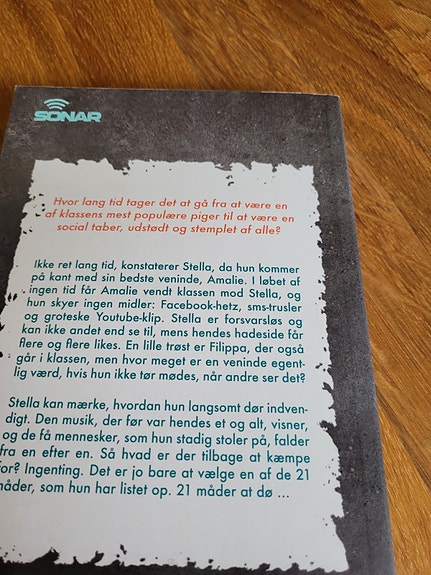 SONAR
Hvor lang tid tager det at gå fra at være en
af klassens mest populære piger til at være en
social taber, udstødt og stemplet af alle?
Ikke ret lang tid, konstaterer Stella, da hun kommer
på kant med sin bedste veninde, Amalie. I løbet af
ingen tid får Amalie vendt klassen mod Stella, og
hun skyer ingen midler: Facebook-hetz, sms-trusler
og groteske Youtube-klip. Stella er forsvarsløs og
kan ikke andet end se til, mens hendes hadeside får
flere og flere likes. En lille trøst er Filippa, der også
går i klassen, men hvor meget er en veninde egent-
lig værd, hvis hun ikke tør mødes, når andre ser det?
Stella kan mærke, hvordan hun langsomt dør indven-
digt. Den musik, der før var hendes et og alt, visner,
og de få mennesker, som hun stadig stoler på, falder
fra en efter en. Så hvad er der tilbage at kæmpe
for? Ingenting. Det er jo bare at vælge en af de 21
måder, som hun har listet op. 21 måder at dø ...